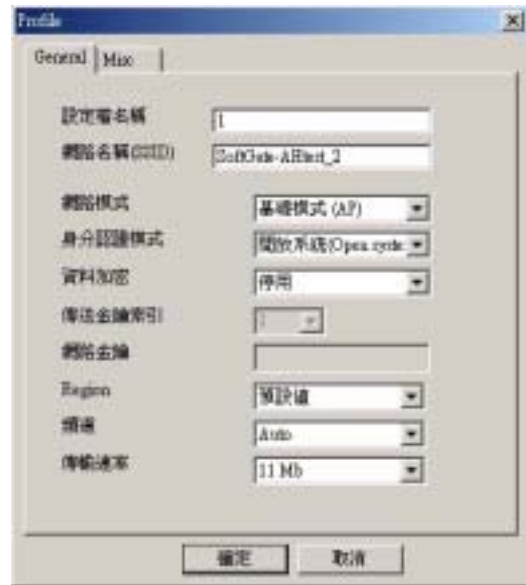 Profile
General Misc
設定檔名稱 1
網路名稱(SSID)
網路模式 基礎模式 (AP)
身分認證模式 開放系統(Open syste
資料加密 停用
傳送金鑰索引 1
網路金鑰
Region 預設值
頻道 Auto
傳輸速率 11 Mb
確定 取消